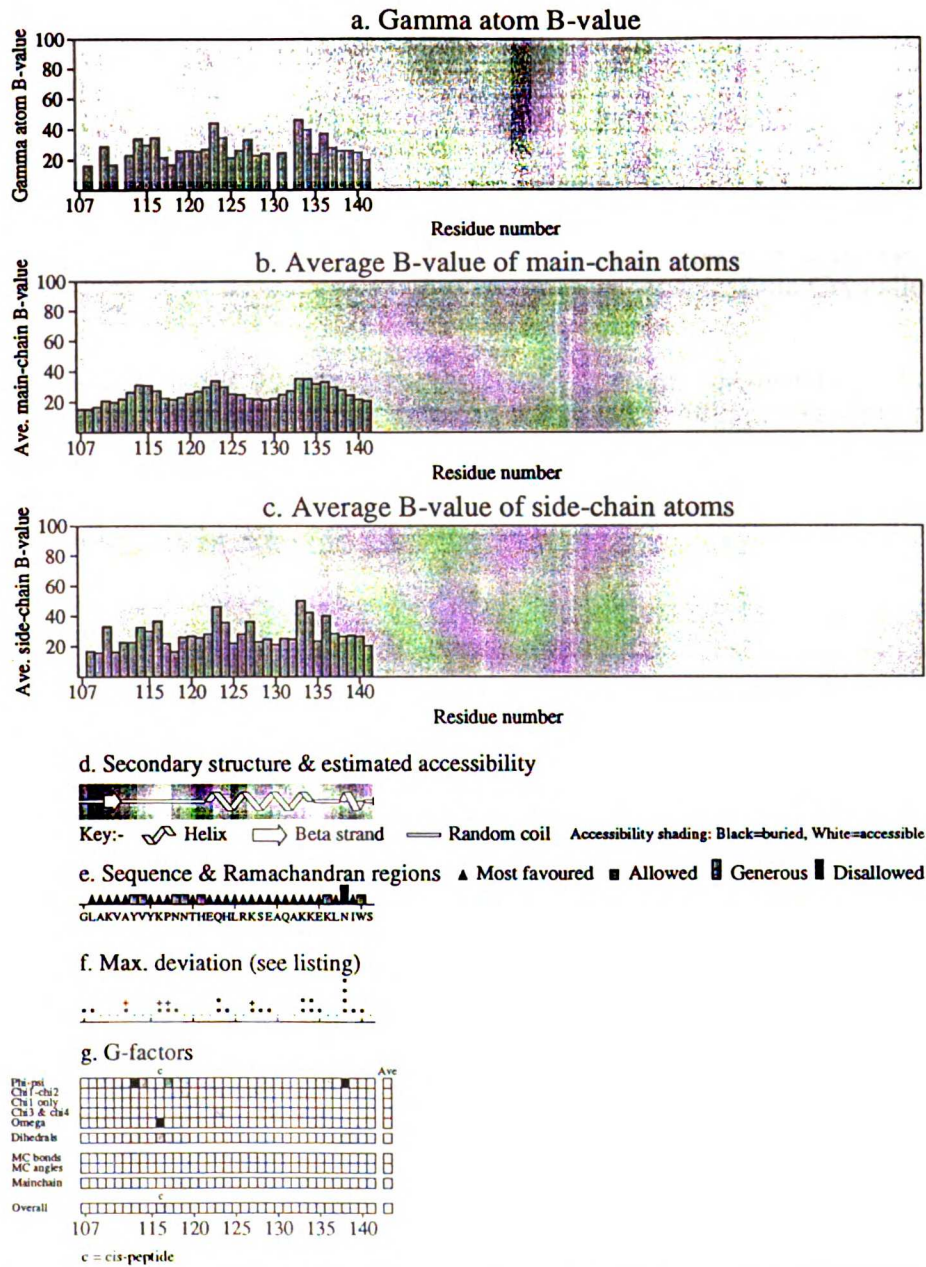 a. Gamma atom B-value
Gamma atom B-value
100
80
60
40
20
107 115 120 125 130 135 140
Residue number
b. Average B-value of main-chain atoms
Ave. main-chain B-value
100
80
60
40
20
107 115 120 125 130 135 140
Residue number
c. Average B-value of side-chain atoms
Ave. side-chain B-value
100
80
60
40
20
107 115 120 125 130 135 140
Residue number
d. Secondary structure & estimated accessibility
Key:- Helix Beta strand Random coil Accessibility shading: Black=buried, White=accessible
e. Sequence & Ramachandran regions Most favoured Allowed Generous Disallowed
GLAKVAYVYKPNNTHEQHLRKSEAQAKKEKLNIWS
f. Max. deviation (see listing)
g. G-factors
c Ave
Phi-psi
Chi1-chi2
Chi1 only
Chi3 & chi4
Omega
Dihedrals
MC bonds
MC angles
Mainchain
c
Overall
107 115 120 125 130 135 140
c = cis-peptide